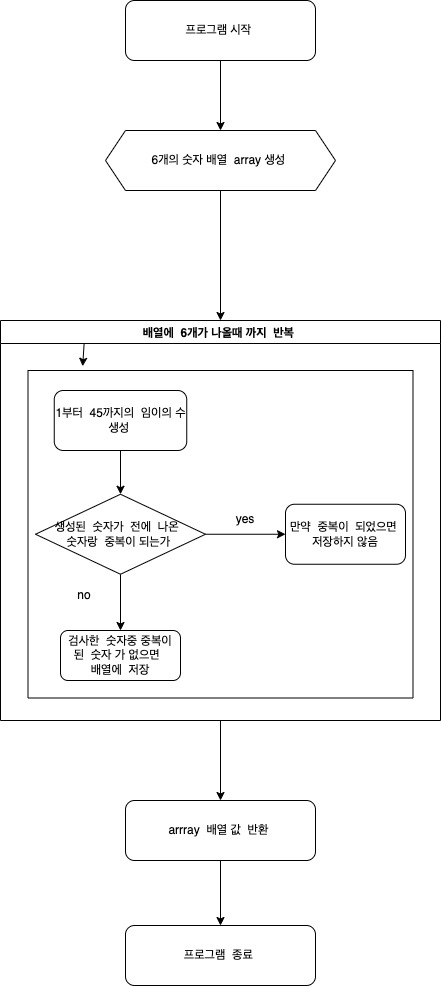 프로그램 시작
6개의 숫자 배열 array 생성
배열에 6개가 나올때 까지 반복
1부터 45까지의 임이의 수
생성
생성된 숫자가 전에 나온
숫자랑 중복이 되는가
yes
만약 중복이 되었으면
저장하지 않음
no
검사한 숫자중 중복이
된 숫자 가 없으면
배열에 저장
arrray 배열 값 반환
프로그램 종료